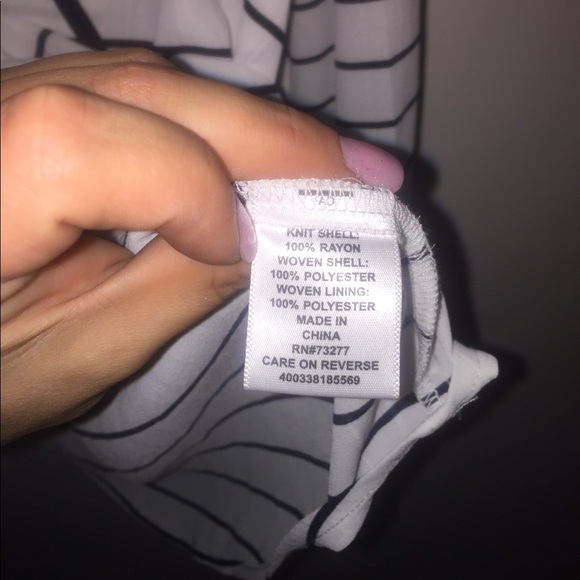 KNIT SHELL:
100% RAYON
WOVEN SHELL:
100% POLYESTER
WOVEN LINING:
100% POLYESTER
MADE IN
CHINA
RN#73277
CARE ON REVERSE
400338185569